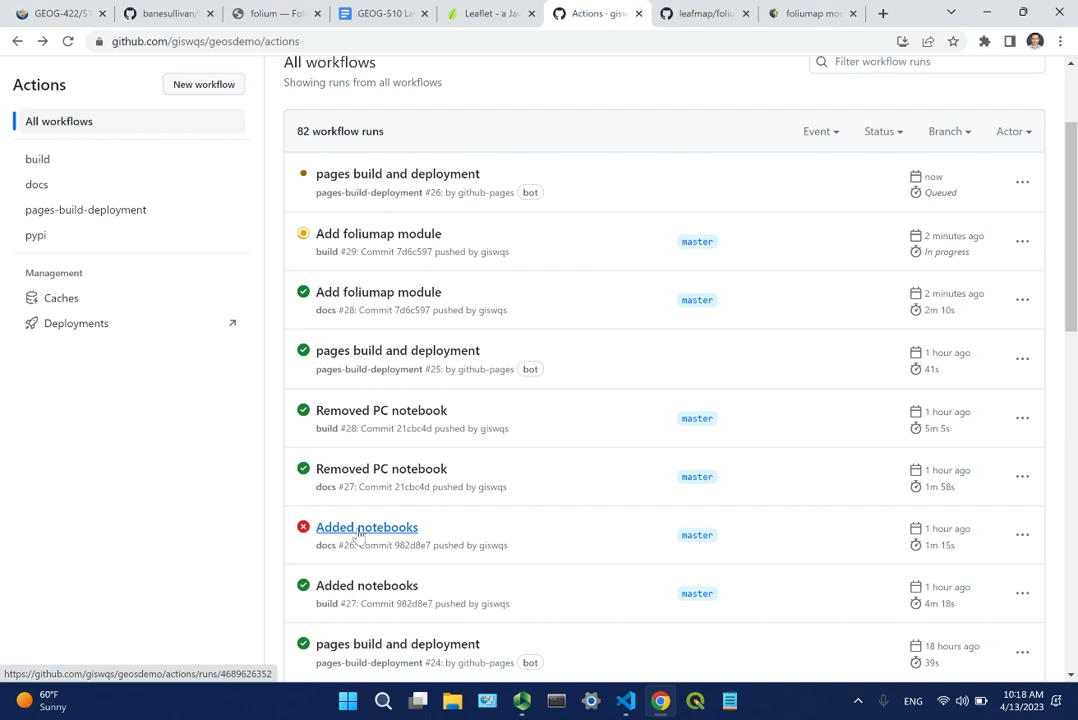 GEOG-422/51
banesullivan/l
folium — Fol
GEOG-510 La
Leaflet - a Ja
Actions · gisw
leafmap/foliu
foliumap mo
github.com/giswqs/geosdemo/actions
Actions
New workflow
All workflows
build
docs
pages-build-deployment
pypi
Management
Caches
Deployments
All workflows
Showing runs from all workflows
Filter workflow runs
82 workflow runs
Event
Status
Branch
Actor
pages build and deployment
pages-build-deployment #26: by github-pages bot
now
Queued
Add foliumap module
build #29: Commit 7d6c597 pushed by giswqs
master
2 minutes ago
In progress
Add foliumap module
docs #28: Commit 7d6c597 pushed by giswqs
master
2 minutes ago
2m 10s
pages build and deployment
pages-build-deployment #25: by github-pages bot
1 hour ago
41s
Removed PC notebook
build #28: Commit 21cbc4d pushed by giswqs
master
1 hour ago
5m 5s
Removed PC notebook
docs #27: Commit 21cbc4d pushed by giswqs
master
1 hour ago
1m 58s
Added notebooks
docs #26: Commit 982d8e7 pushed by giswqs
master
1 hour ago
1m 15s
Added notebooks
build #27: Commit 982d8e7 pushed by giswqs
master
1 hour ago
4m 18s
pages build and deployment
pages-build-deployment #24: by github-pages bot
18 hours ago
39s
https://github.com/giswqs/geosdemo/actions/runs/4689626352
60°F
Sunny
ENG
10:18 AM
4/13/2023